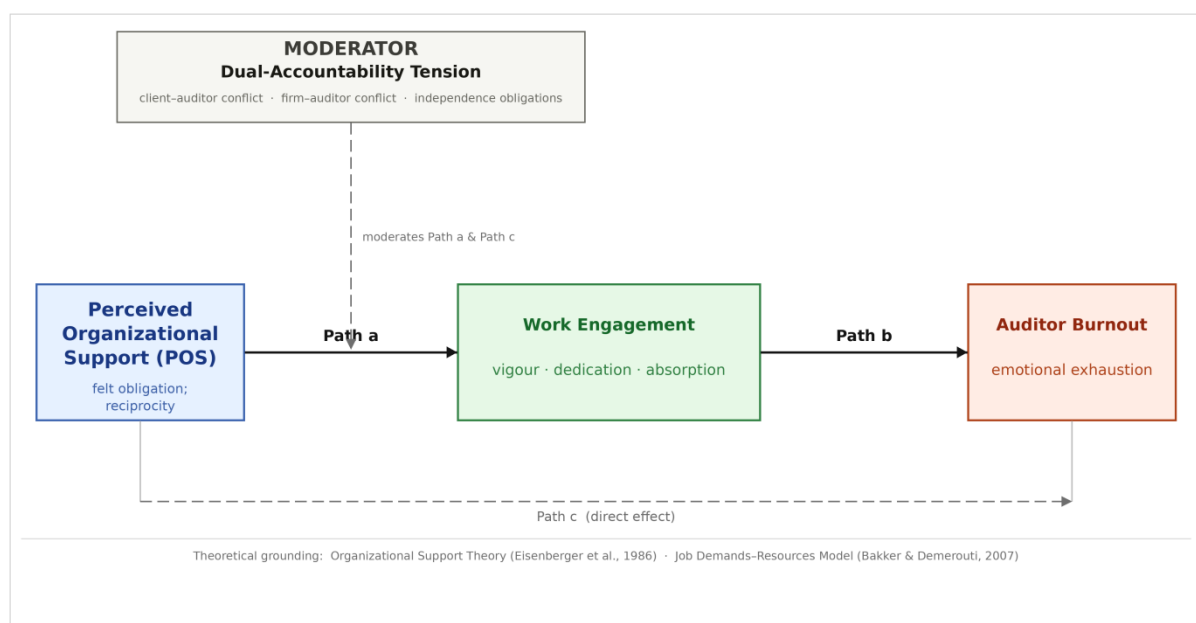 MODERATOR
Dual-Accountability Tension
client–auditor conflict · firm–auditor conflict · independence obligations
moderates Path a & Path c
Perceived
Organizational
Support (POS)
felt obligation;
reciprocity
Path a
Work Engagement
vigour · dedication · absorption
Path b
Auditor Burnout
emotional exhaustion
Path c (direct effect)
Theoretical grounding: Organizational Support Theory (Eisenberger et al., 1986) · Job Demands–Resources Model (Bakker & Demerouti, 2007)